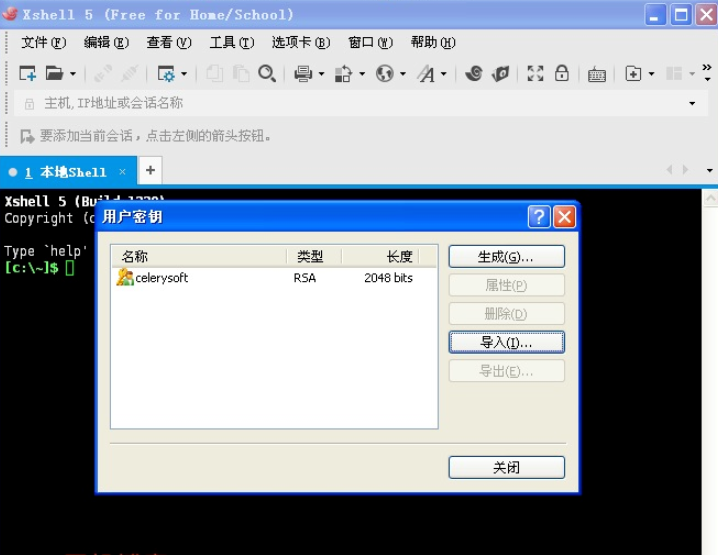 Xshell 5 (Free for Home/School)
文件(F) 编辑(E) 查看(V) 工具(T) 选项卡(B) 窗口(W) 帮助(H)
主机,IP地址或会话名称
要添加当前会话，点击左侧的箭头按钮。
1 本地Shell × +
Xshell 5 (Build
Copyright (c
Type `help'
[c:\~]$
用户密钥
名称 类型 长度
celerysoft RSA 2048 bits
生成(G)...
属性(P)
删除(D)
导入(I)...
导出(E)...
关闭